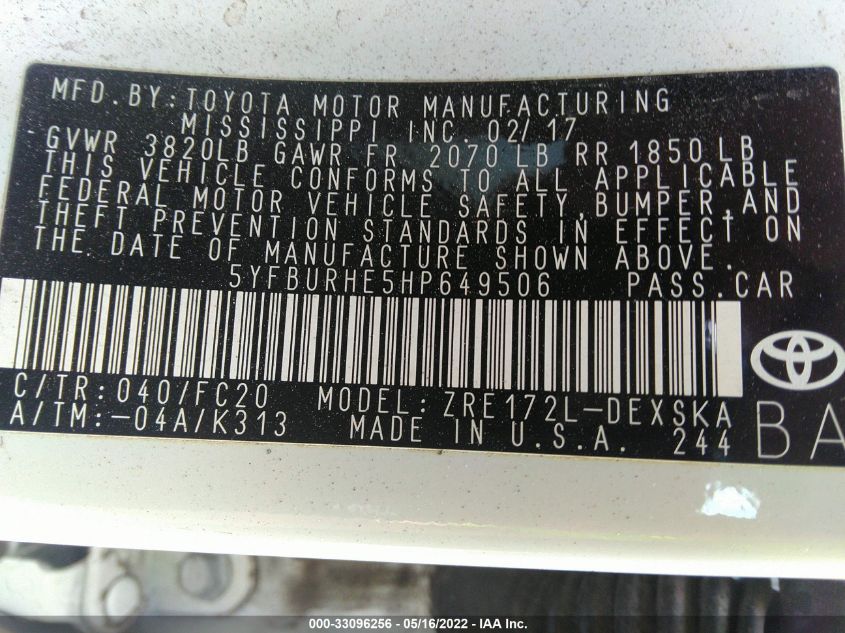 MFD.BY:TOYOTA MOTOR MANUFACTURING
MISSISSIPPI INC 02/17
GVWR 3820LB GAWR FR 2070 LB RR 1850 LB
THIS VEHICLE CONFORMS TO ALL APPLICABLE
FEDERAL MOTOR VEHICLE SAFETY,BUMPER,AND
THEFT PREVENTION STANDARDS IN EFFECT ON
THE DATE OF MANUFACTURE SHOWN ABOVE.
5YFBURHE5HP649506 PASS.CAR
C/TR:040/FC20 MODEL:ZRE172L-DEXSKA
A/TM:-04A/K313 MADE IN U.S.A. 244
BA
000-33096256 - 05/16/2022 - IAA Inc.